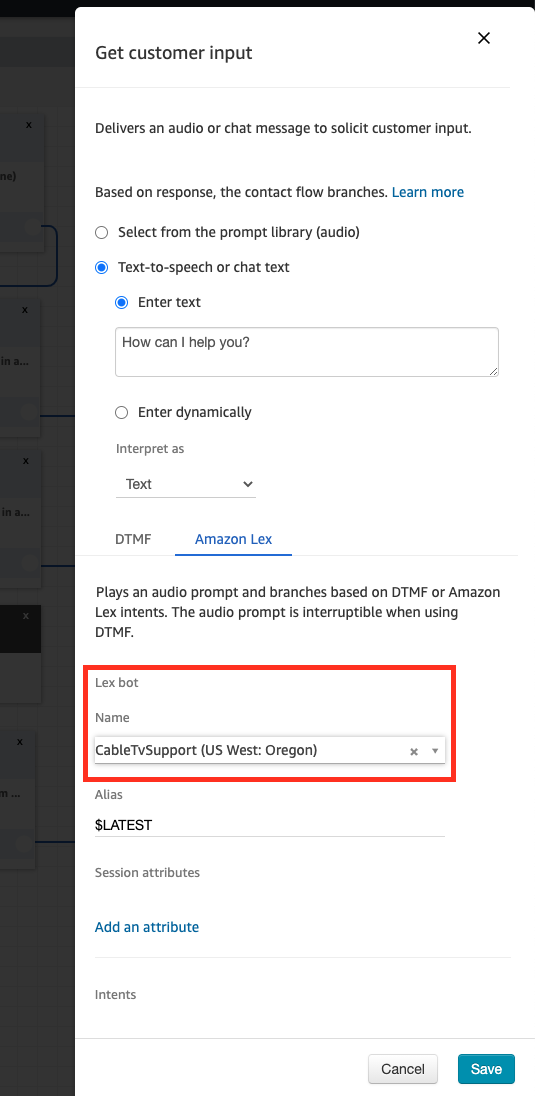 Get customer input
Delivers an audio or chat message to solicit customer input.
Based on response, the contact flow branches. Learn more
Select from the prompt library (audio)
Text-to-speech or chat text
Enter text
How can I help you?
Enter dynamically
Interpret as
Text
DTMF Amazon Lex
Plays an audio prompt and branches based on DTMF or Amazon
Lex intents. The audio prompt is interruptible when using
DTMF.
Lex bot
Name
CableTvSupport (US West: Oregon)
Alias
$LATEST
Session attributes
Add an attribute
Intents
Cancel Save
x
ne)
x
in a...
x
in a...
x
x
m ...